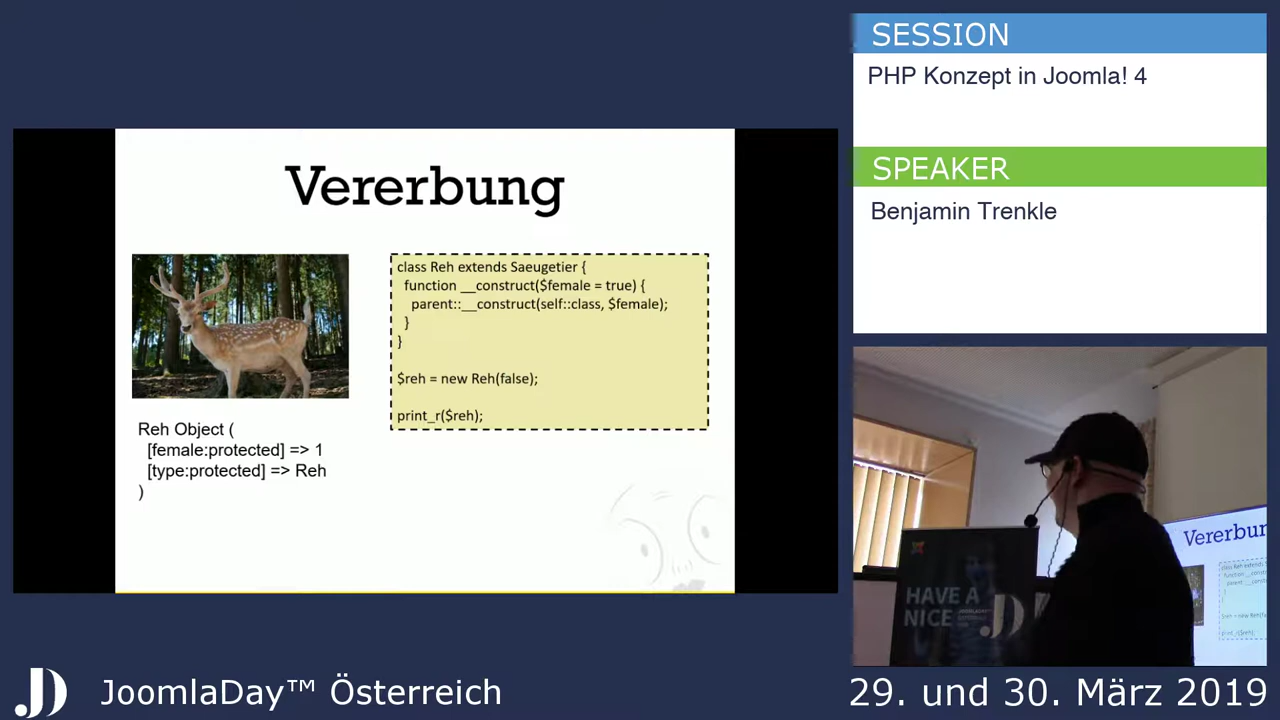 SESSION
PHP Konzept in Joomla! 4
SPEAKER
Benjamin Trenkle
Vererbung
class Reh extends Saeugetier {
function __construct($female = true) {
parent::__construct(self::class, $female);
}
}
$reh = new Reh(false);
print_r($reh);
Reh Object (
[female:protected] => 1
[type:protected] => Reh
)
HAVE A
NICE JD
Vererbun
JD JoomlaDay™ Österreich
29. und 30. März 2019